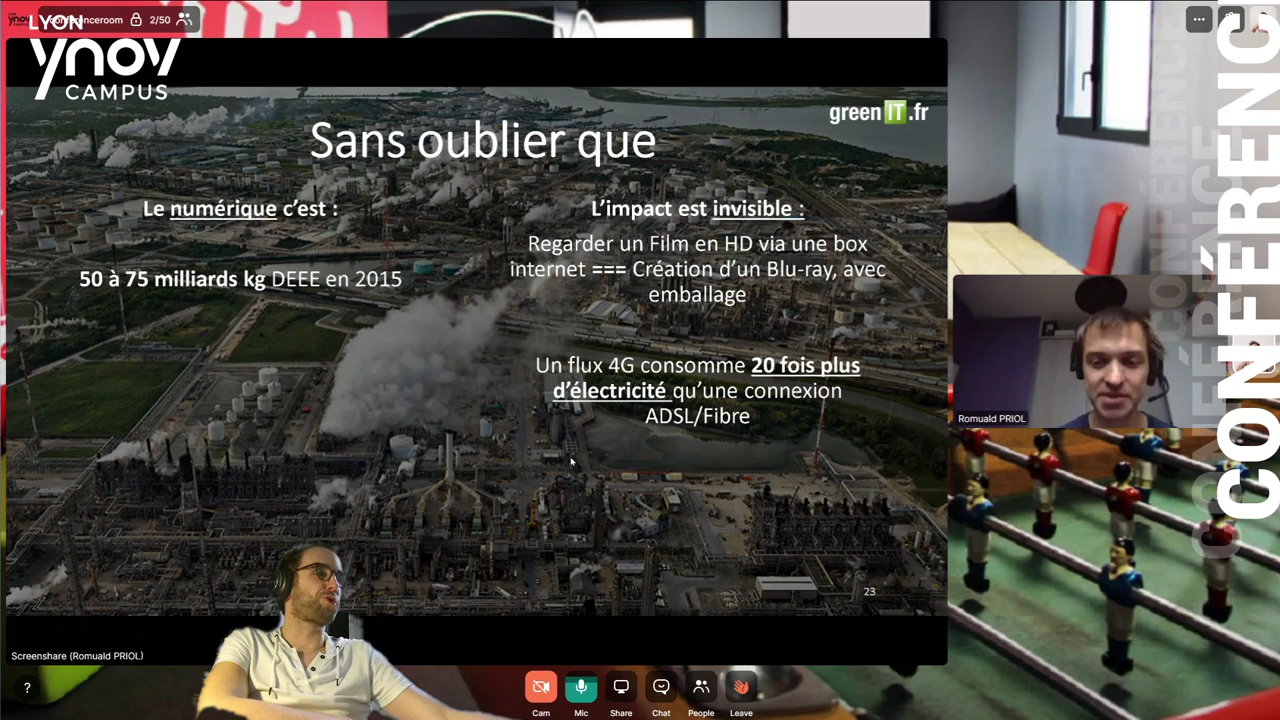 LYON
conferenceroom 2/50
ynov
CAMPUS
greenIT.fr
Sans oublier que
Le numérique c'est :
50 à 75 milliards kg DEEE en 2015
L'impact est invisible :
Regarder un Film en HD via une box
internet === Création d'un Blu-ray, avec
emballage
Un flux 4G consomme 20 fois plus
d'électricité qu'une connexion
ADSL/Fibre
23
Screenshare (Romuald PRIOL)
Romuald PRIOL
CONFÉRENC
CONFÉRENCE
?
Cam
Mic
Share
Chat
People
Leave